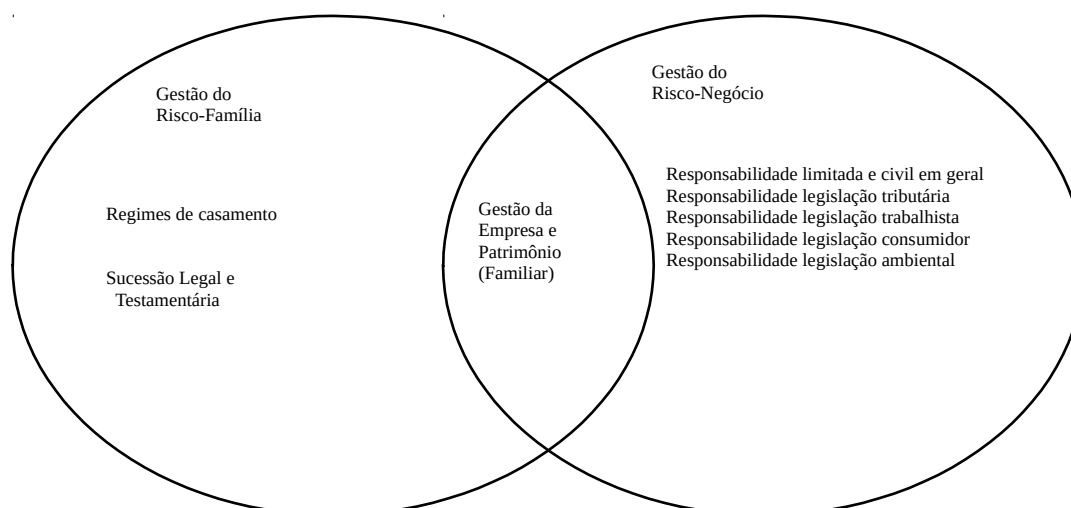 Gestão do
Risco-Família
Regimes de casamento
Sucessão Legal e
Testamentária
Gestão da
Empresa e
Patrimônio
(Familiar)
Gestão do
Risco-Negócio
Responsabilidade limitada e civil em geral
Responsabilidade legislação tributária
Responsabilidade legislação trabalhista
Responsabilidade legislação consumidor
Responsabilidade legislação ambiental